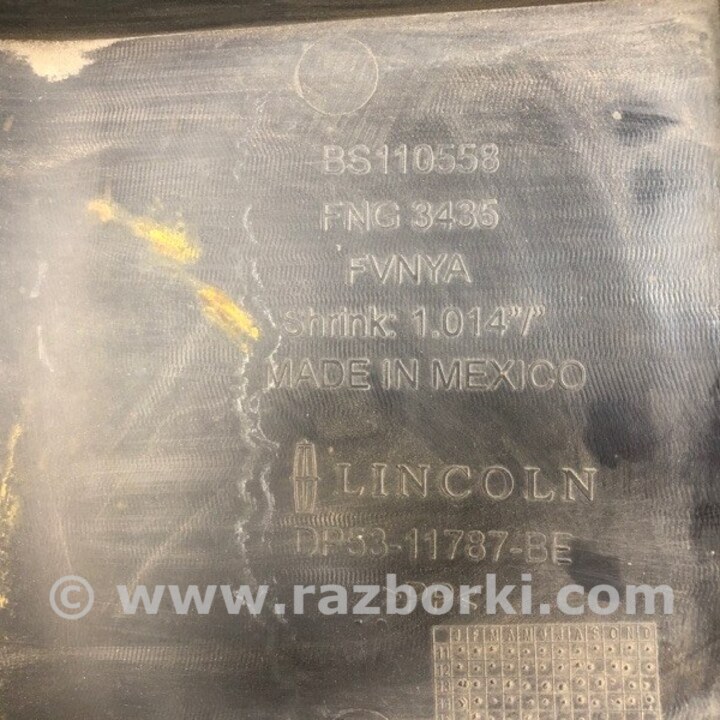 BS110558
FNG 3435
FVNYA
Shrink: 1.014"/"
MADE IN MEXICO
LINCOLN
DP53-11787-BE
© www.razborki.com
J F M A M J J A S O N D